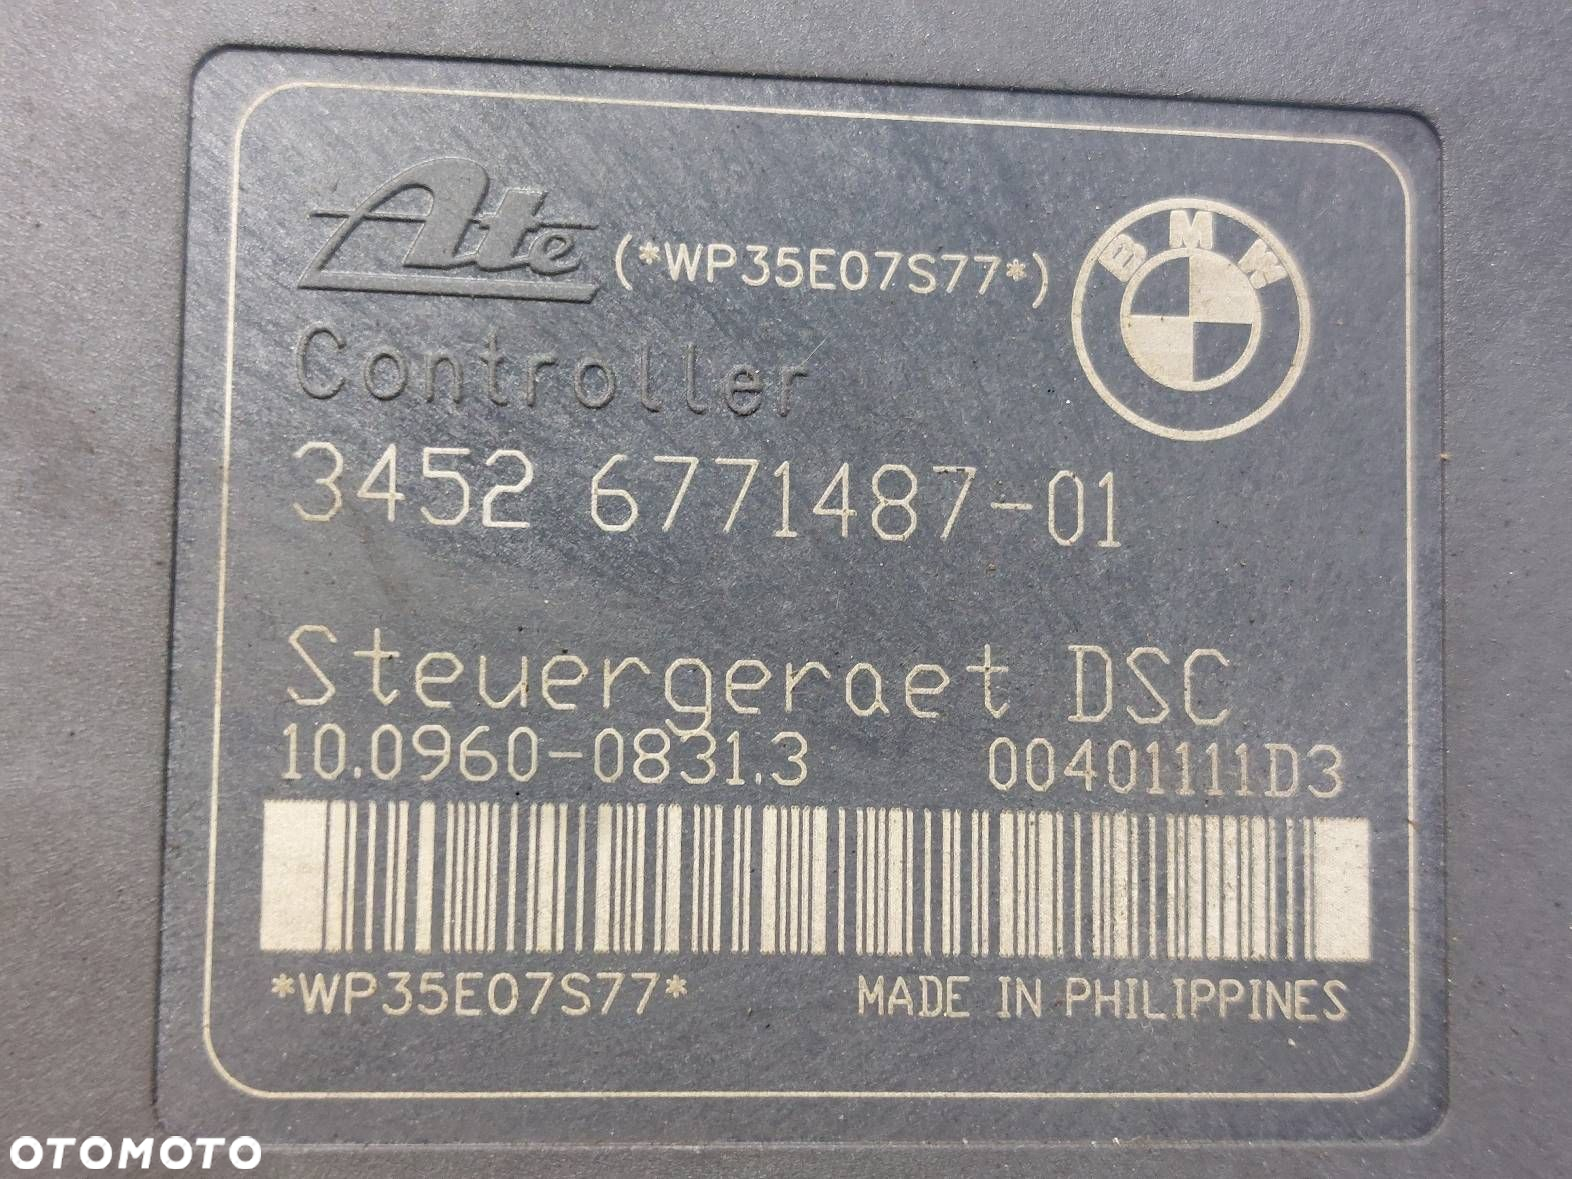 Ate (*WP35E07S77*) BMW
Controller
3452 6771487-01
Steuergeraet DSC
10.0960-0831.3 00401111D3
*WP35E07S77* MADE IN PHILIPPINES
OTOMOTO